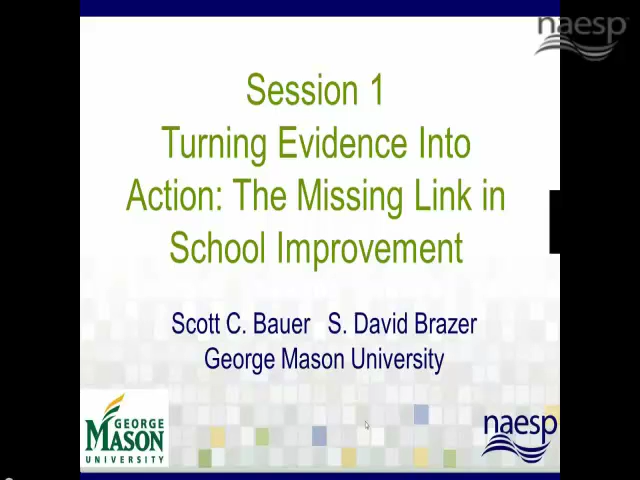 naesp
Session 1
Turning Evidence Into
Action: The Missing Link in
School Improvement
Scott C. Bauer S. David Brazer
George Mason University
GEORGE
MASON
UNIVERSITY
naesp